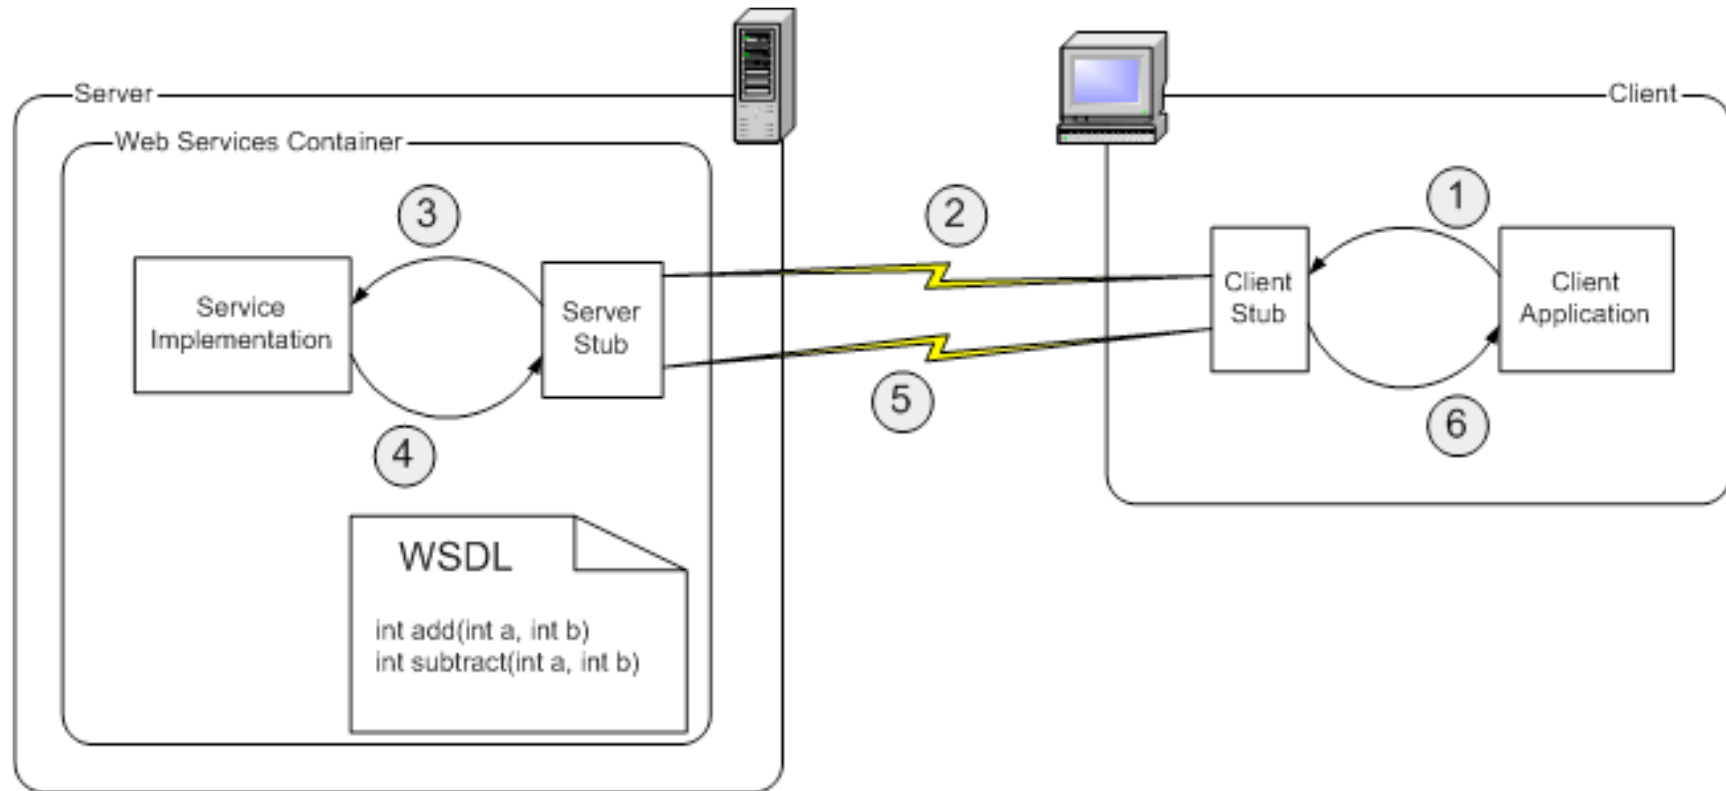 Server
Client
Web Services Container
3
2
1
Service
Implementation
Server
Stub
Client
Stub
Client
Application
4
5
6
WSDL
int add(int a, int b)
int subtract(int a, int b)